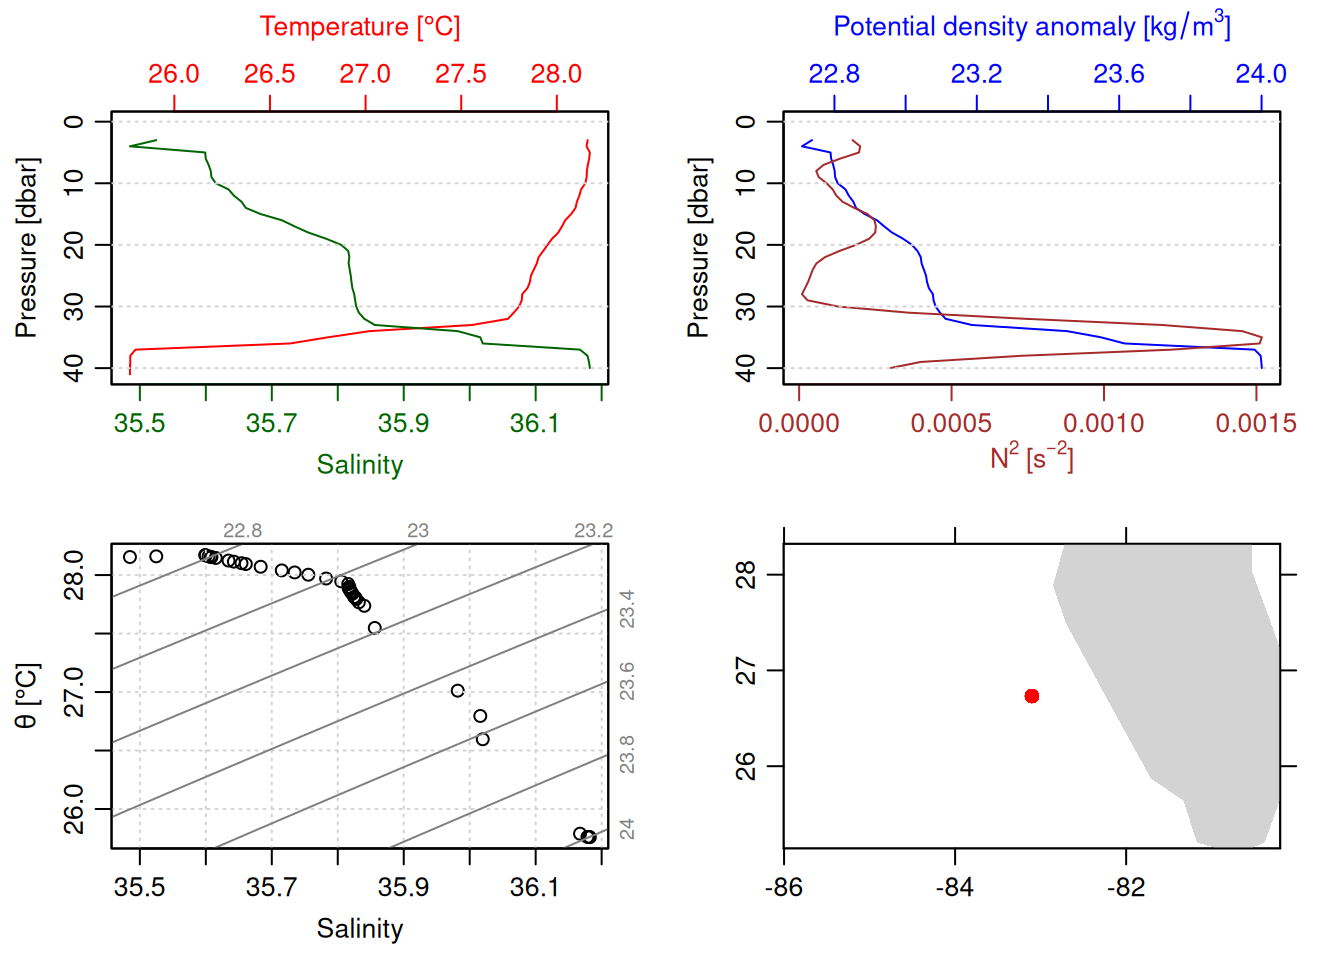 Temperature [°C]
26.0 26.5 27.0 27.5 28.0
Pressure [dbar]
0 10 20 30 40
35.5 35.7 35.9 36.1
Salinity
Potential density anomaly [kg/m³]
22.8 23.2 23.6 24.0
Pressure [dbar]
0 10 20 30 40
0.0000 0.0005 0.0010 0.0015
N² [s⁻²]
22.8 23 23.2
23.4
23.6
23.8
24
θ [°C]
28.0 27.0 26.0
35.5 35.7 35.9 36.1
Salinity
28
27
26
-86 -84 -82